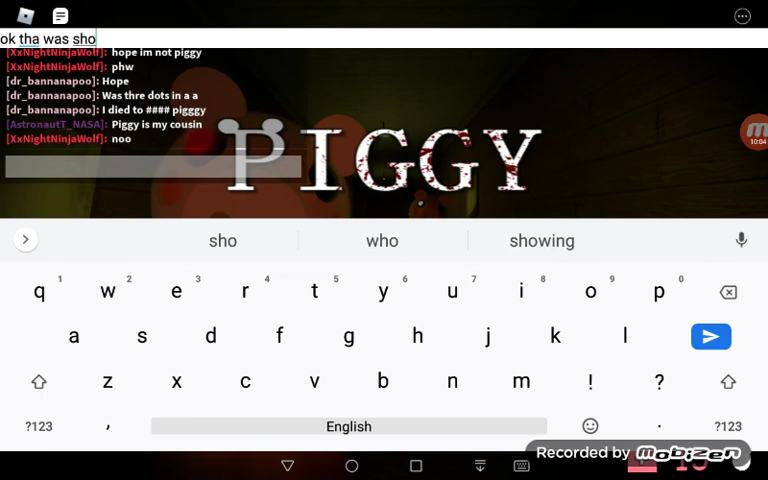 ok tha was sho
[XxNightNinjaWolf]: hope im not piggy
[XxNightNinjaWolf]: phw
[dr_bannanapoo]: Hope
[dr_bannanapoo]: Was thre dots in a a
[dr_bannanapoo]: I died to #### pigggy
[AstronautT_NASA]: Piggy is my cousin
[XxNightNinjaWolf]: noo
PIGGY
10:04
sho who showing
q 1 w 2 e 3 r 4 t 5 y 6 u 7 i 8 o 9 p 0
a s d f g h j k l
z x c v b n m ! ?
?123 , English . ?123
Recorded by mobizen